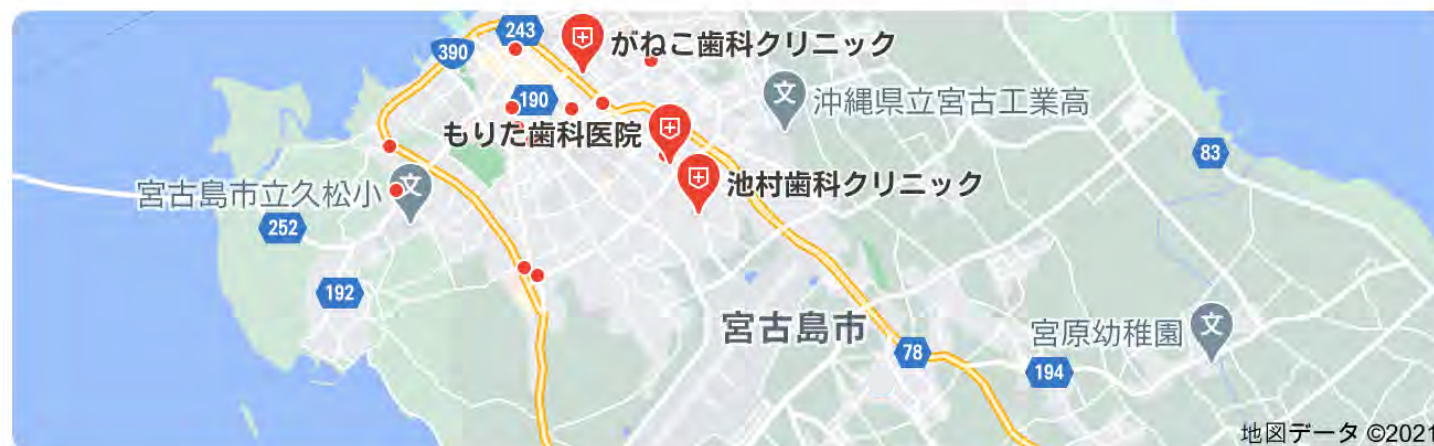 243
390
がねこ歯科クリニック
190
沖縄県立宮古工業高
もりた歯科医院
83
池村歯科クリニック
文
宮古島市立久松小
文
252
192
宮古島市
文
宮原幼稚園
78
194
地図データ ©2021